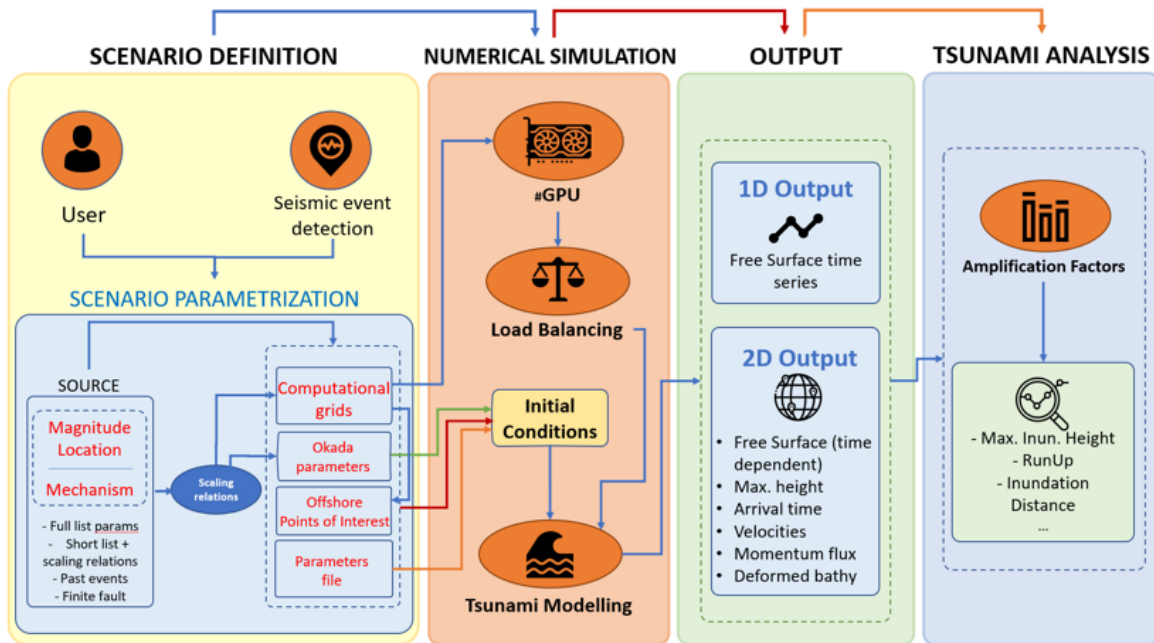 SCENARIO DEFINITION
User
Seismic event
detection
SCENARIO PARAMETRIZATION
SOURCE
Magnitude
Location
Mechanism
- Full list params
- Short list +
scaling relations
- Past events
- Finite fault
Scaling
relations
Computational
grids
Okada
parameters
Offshore
Points of Interest
Parameters
file
NUMERICAL SIMULATION
#GPU
Load Balancing
Initial
Conditions
Tsunami Modelling
OUTPUT
1D Output
Free Surface time
series
2D Output
• Free Surface (time
dependent)
• Max. height
• Arrival time
• Velocities
• Momentum flux
• Deformed bathy
TSUNAMI ANALYSIS
Amplification Factors
- Max. Inun. Height
- RunUp
- Inundation
Distance
...